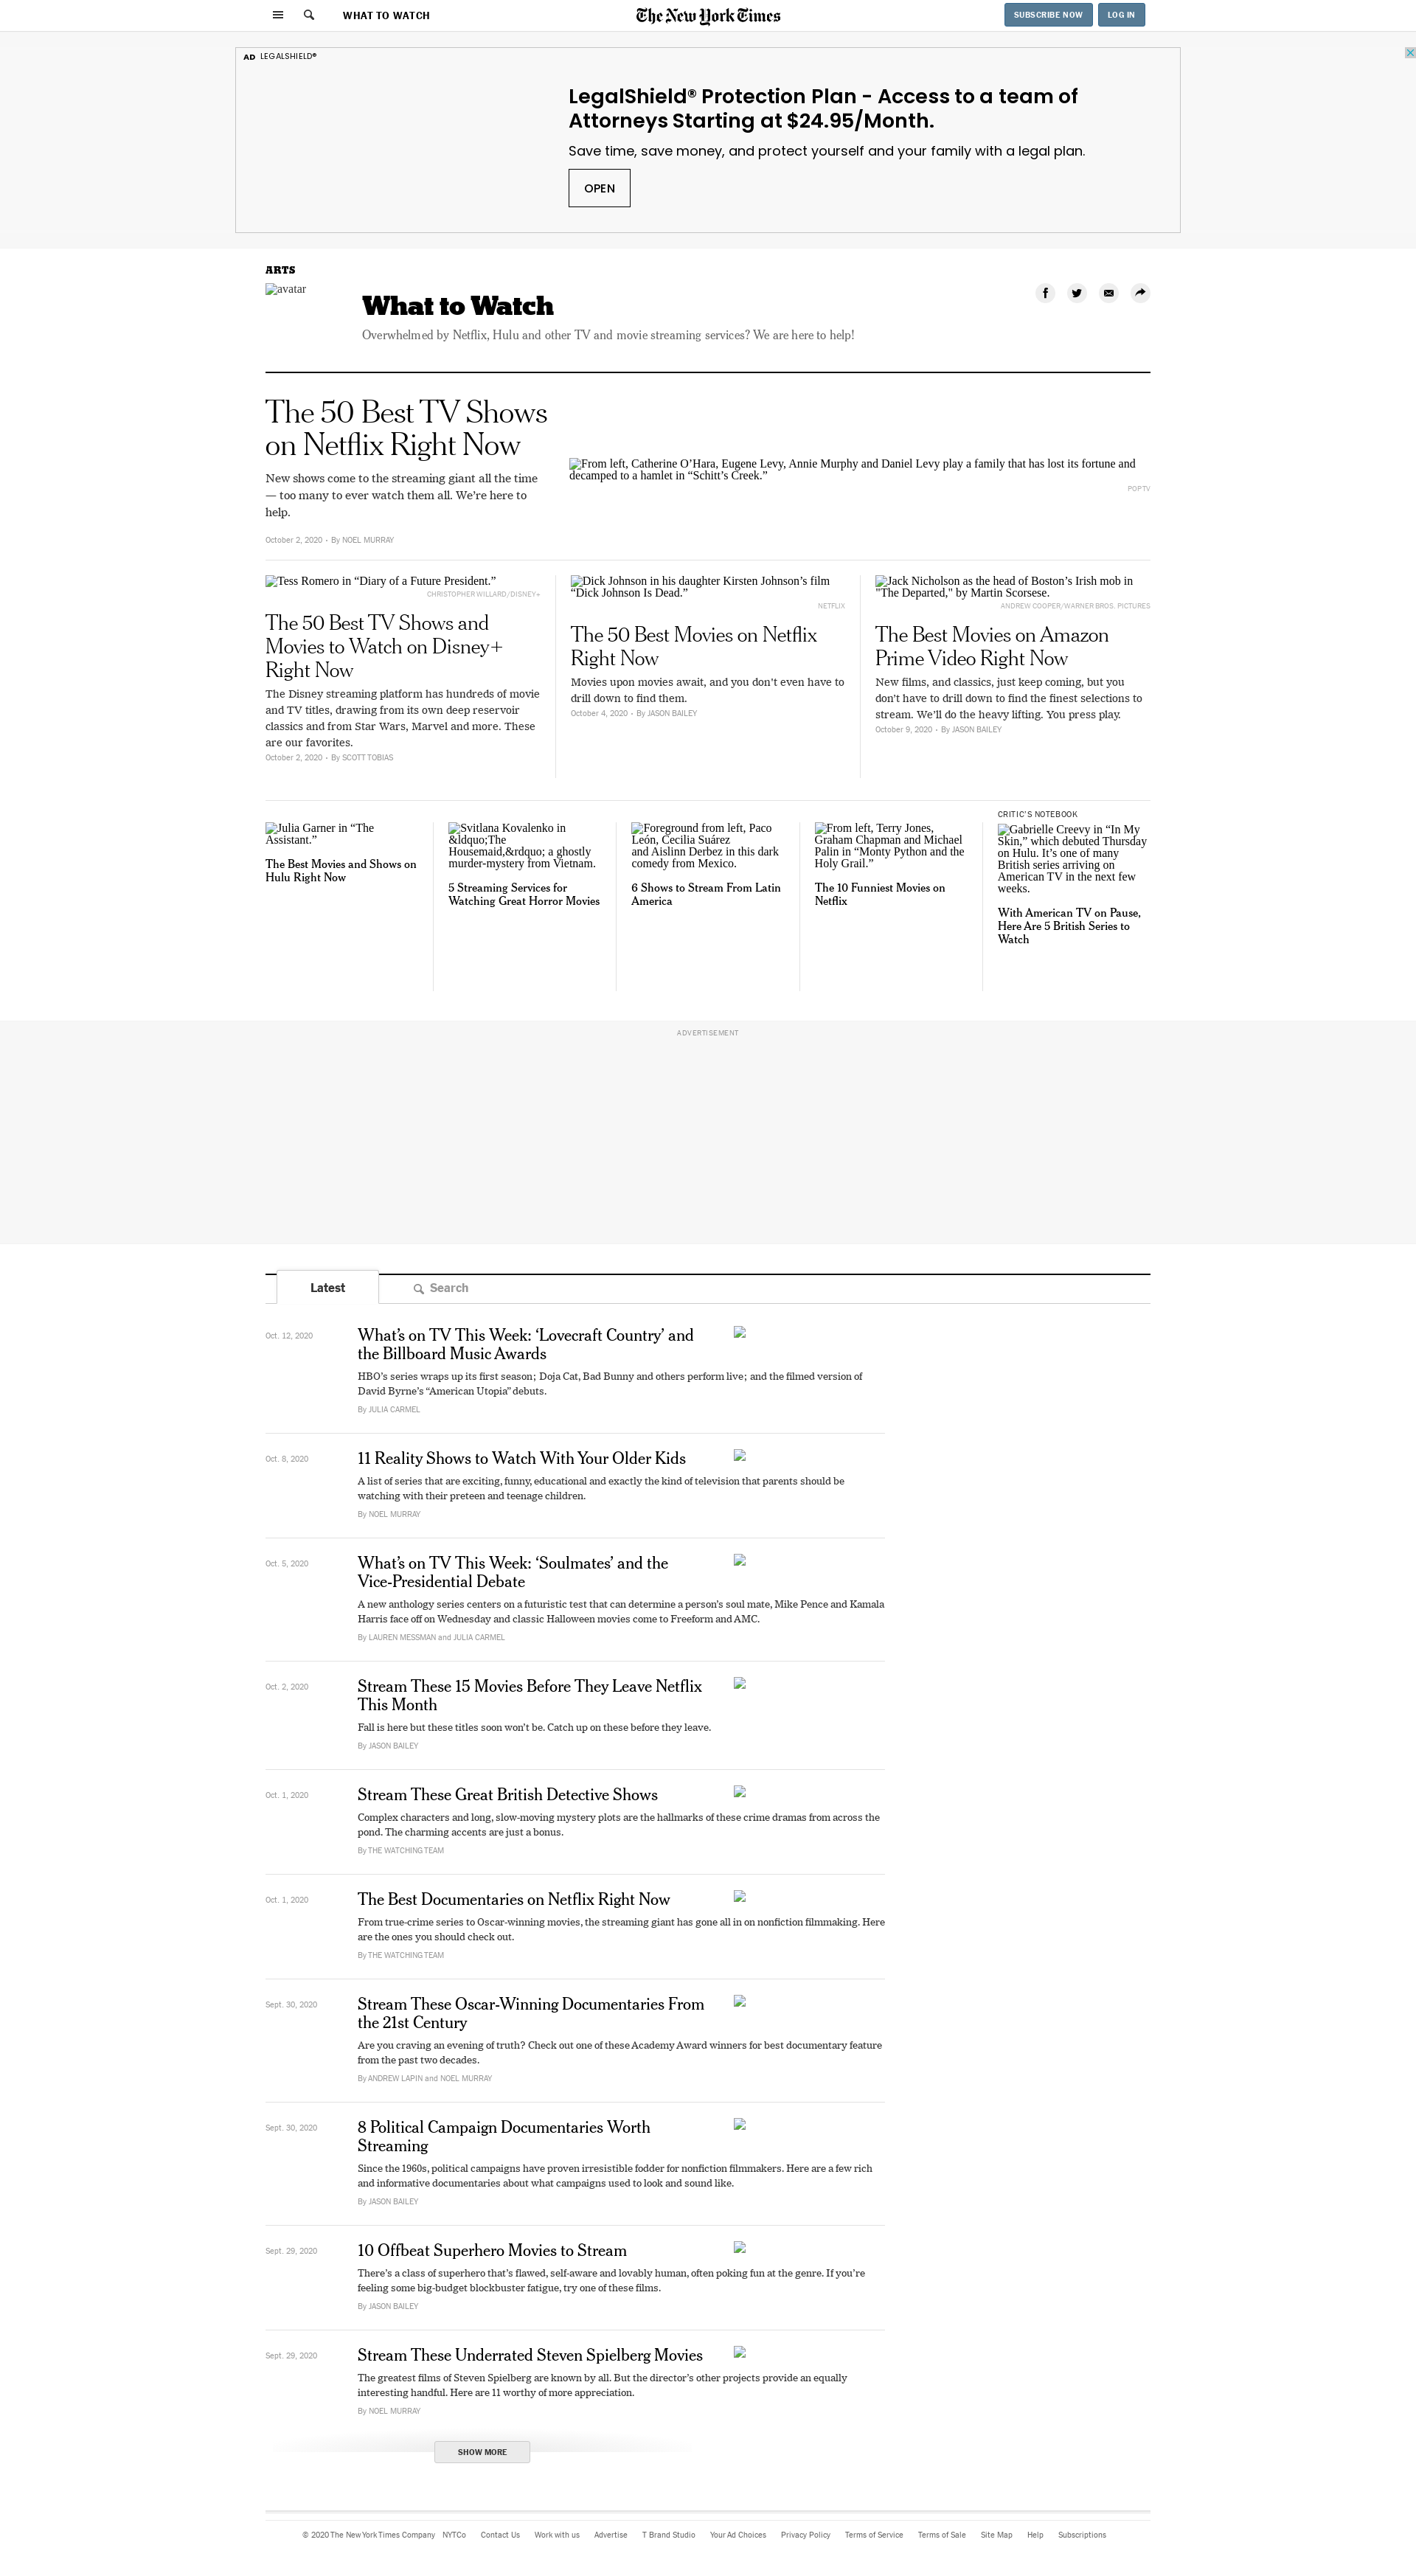 WHAT TO WATCH
The New York Times
SUBSCRIBE NOW
LOG IN
AD LEGALSHIELD®
LegalShield® Protection Plan - Access to a team of
Attorneys Starting at $24.95/Month.
Save time, save money, and protect yourself and your family with a legal plan.
OPEN
ARTS
avatar
What to Watch
Overwhelmed by Netflix, Hulu and other TV and movie streaming services? We are here to help!
The 50 Best TV Shows
on Netflix Right Now
New shows come to the streaming giant all the time
— too many to ever watch them all. We’re here to
help.
October 2, 2020 • By NOEL MURRAY
From left, Catherine O’Hara, Eugene Levy, Annie Murphy and Daniel Levy play a family that has lost its fortune and
decamped to a hamlet in “Schitt’s Creek.”
POP TV
Tess Romero in “Diary of a Future President.”
CHRISTOPHER WILLARD/DISNEY+
The 50 Best TV Shows and
Movies to Watch on Disney+
Right Now
The Disney streaming platform has hundreds of movie
and TV titles, drawing from its own deep reservoir
classics and from Star Wars, Marvel and more. These
are our favorites.
October 2, 2020 • By SCOTT TOBIAS
Dick Johnson in his daughter Kirsten Johnson’s film
“Dick Johnson Is Dead.”
NETFLIX
The 50 Best Movies on Netflix
Right Now
Movies upon movies await, and you don’t even have to
drill down to find them.
October 4, 2020 • By JASON BAILEY
Jack Nicholson as the head of Boston’s Irish mob in
"The Departed," by Martin Scorsese.
ANDREW COOPER/WARNER BROS. PICTURES
The Best Movies on Amazon
Prime Video Right Now
New films, and classics, just keep coming, but you
don’t have to drill down to find the finest selections to
stream. We’ll do the heavy lifting. You press play.
October 9, 2020 • By JASON BAILEY
Julia Garner in “The
Assistant.”
The Best Movies and Shows on
Hulu Right Now
Svitlana Kovalenko in
&ldquo;The
Housemaid,&rdquo; a ghostly
murder-mystery from Vietnam.
5 Streaming Services for
Watching Great Horror Movies
Foreground from left, Paco
León, Cecilia Suárez
and Aislinn Derbez in this dark
comedy from Mexico.
6 Shows to Stream From Latin
America
From left, Terry Jones,
Graham Chapman and Michael
Palin in “Monty Python and the
Holy Grail.”
The 10 Funniest Movies on
Netflix
CRITIC’S NOTEBOOK
Gabrielle Creevy in “In My
Skin,” which debuted Thursday
on Hulu. It’s one of many
British series arriving on
American TV in the next few
weeks.
With American TV on Pause,
Here Are 5 British Series to
Watch
ADVERTISEMENT
Latest
Search
Oct. 12, 2020
What’s on TV This Week: ‘Lovecraft Country’ and
the Billboard Music Awards
HBO’s series wraps up its first season; Doja Cat, Bad Bunny and others perform live; and the filmed version of
David Byrne’s “American Utopia” debuts.
By JULIA CARMEL
Oct. 8, 2020
11 Reality Shows to Watch With Your Older Kids
A list of series that are exciting, funny, educational and exactly the kind of television that parents should be
watching with their preteen and teenage children.
By NOEL MURRAY
Oct. 5, 2020
What’s on TV This Week: ‘Soulmates’ and the
Vice-Presidential Debate
A new anthology series centers on a futuristic test that can determine a person’s soul mate, Mike Pence and Kamala
Harris face off on Wednesday and classic Halloween movies come to Freeform and AMC.
By LAUREN MESSMAN and JULIA CARMEL
Oct. 2, 2020
Stream These 15 Movies Before They Leave Netflix
This Month
Fall is here but these titles soon won’t be. Catch up on these before they leave.
By JASON BAILEY
Oct. 1, 2020
Stream These Great British Detective Shows
Complex characters and long, slow-moving mystery plots are the hallmarks of these crime dramas from across the
pond. The charming accents are just a bonus.
By THE WATCHING TEAM
Oct. 1, 2020
The Best Documentaries on Netflix Right Now
From true-crime series to Oscar-winning movies, the streaming giant has gone all in on nonfiction filmmaking. Here
are the ones you should check out.
By THE WATCHING TEAM
Sept. 30, 2020
Stream These Oscar-Winning Documentaries From
the 21st Century
Are you craving an evening of truth? Check out one of these Academy Award winners for best documentary feature
from the past two decades.
By ANDREW LAPIN and NOEL MURRAY
Sept. 30, 2020
8 Political Campaign Documentaries Worth
Streaming
Since the 1960s, political campaigns have proven irresistible fodder for nonfiction filmmakers. Here are a few rich
and informative documentaries about what campaigns used to look and sound like.
By JASON BAILEY
Sept. 29, 2020
10 Offbeat Superhero Movies to Stream
There’s a class of superhero that’s flawed, self-aware and lovably human, often poking fun at the genre. If you’re
feeling some big-budget blockbuster fatigue, try one of these films.
By JASON BAILEY
Sept. 29, 2020
Stream These Underrated Steven Spielberg Movies
The greatest films of Steven Spielberg are known by all. But the director’s other projects provide an equally
interesting handful. Here are 11 worthy of more appreciation.
By NOEL MURRAY
SHOW MORE
© 2020 The New York Times Company NYTCo Contact Us Work with us Advertise T Brand Studio Your Ad Choices Privacy Policy Terms of Service Terms of Sale Site Map Help Subscriptions